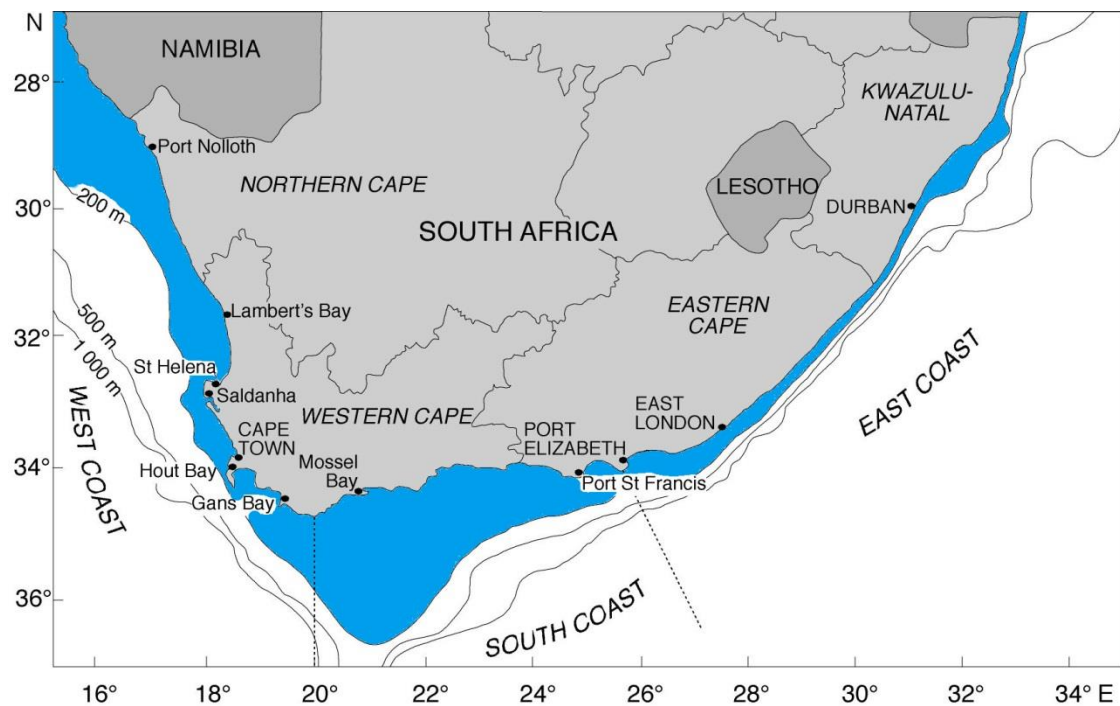 N
NAMIBIA
28°
KWAZULU-
NATAL
Port Nolloth
NORTHERN CAPE
LESOTHO
200 m
30°
DURBAN
SOUTH AFRICA
Lambert's Bay
EASTERN
CAPE
500 m
32°
1 000 m
St Helena
Saldanha
WEST COAST
WESTERN CAPE
EAST
LONDON
EAST COAST
CAPE
TOWN
PORT
ELIZABETH
Mossel
Bay
34°
Hout Bay
Port St Francis
Gans Bay
36°
SOUTH COAST
16°
18°
20°
22°
24°
26°
28°
30°
32°
34° E